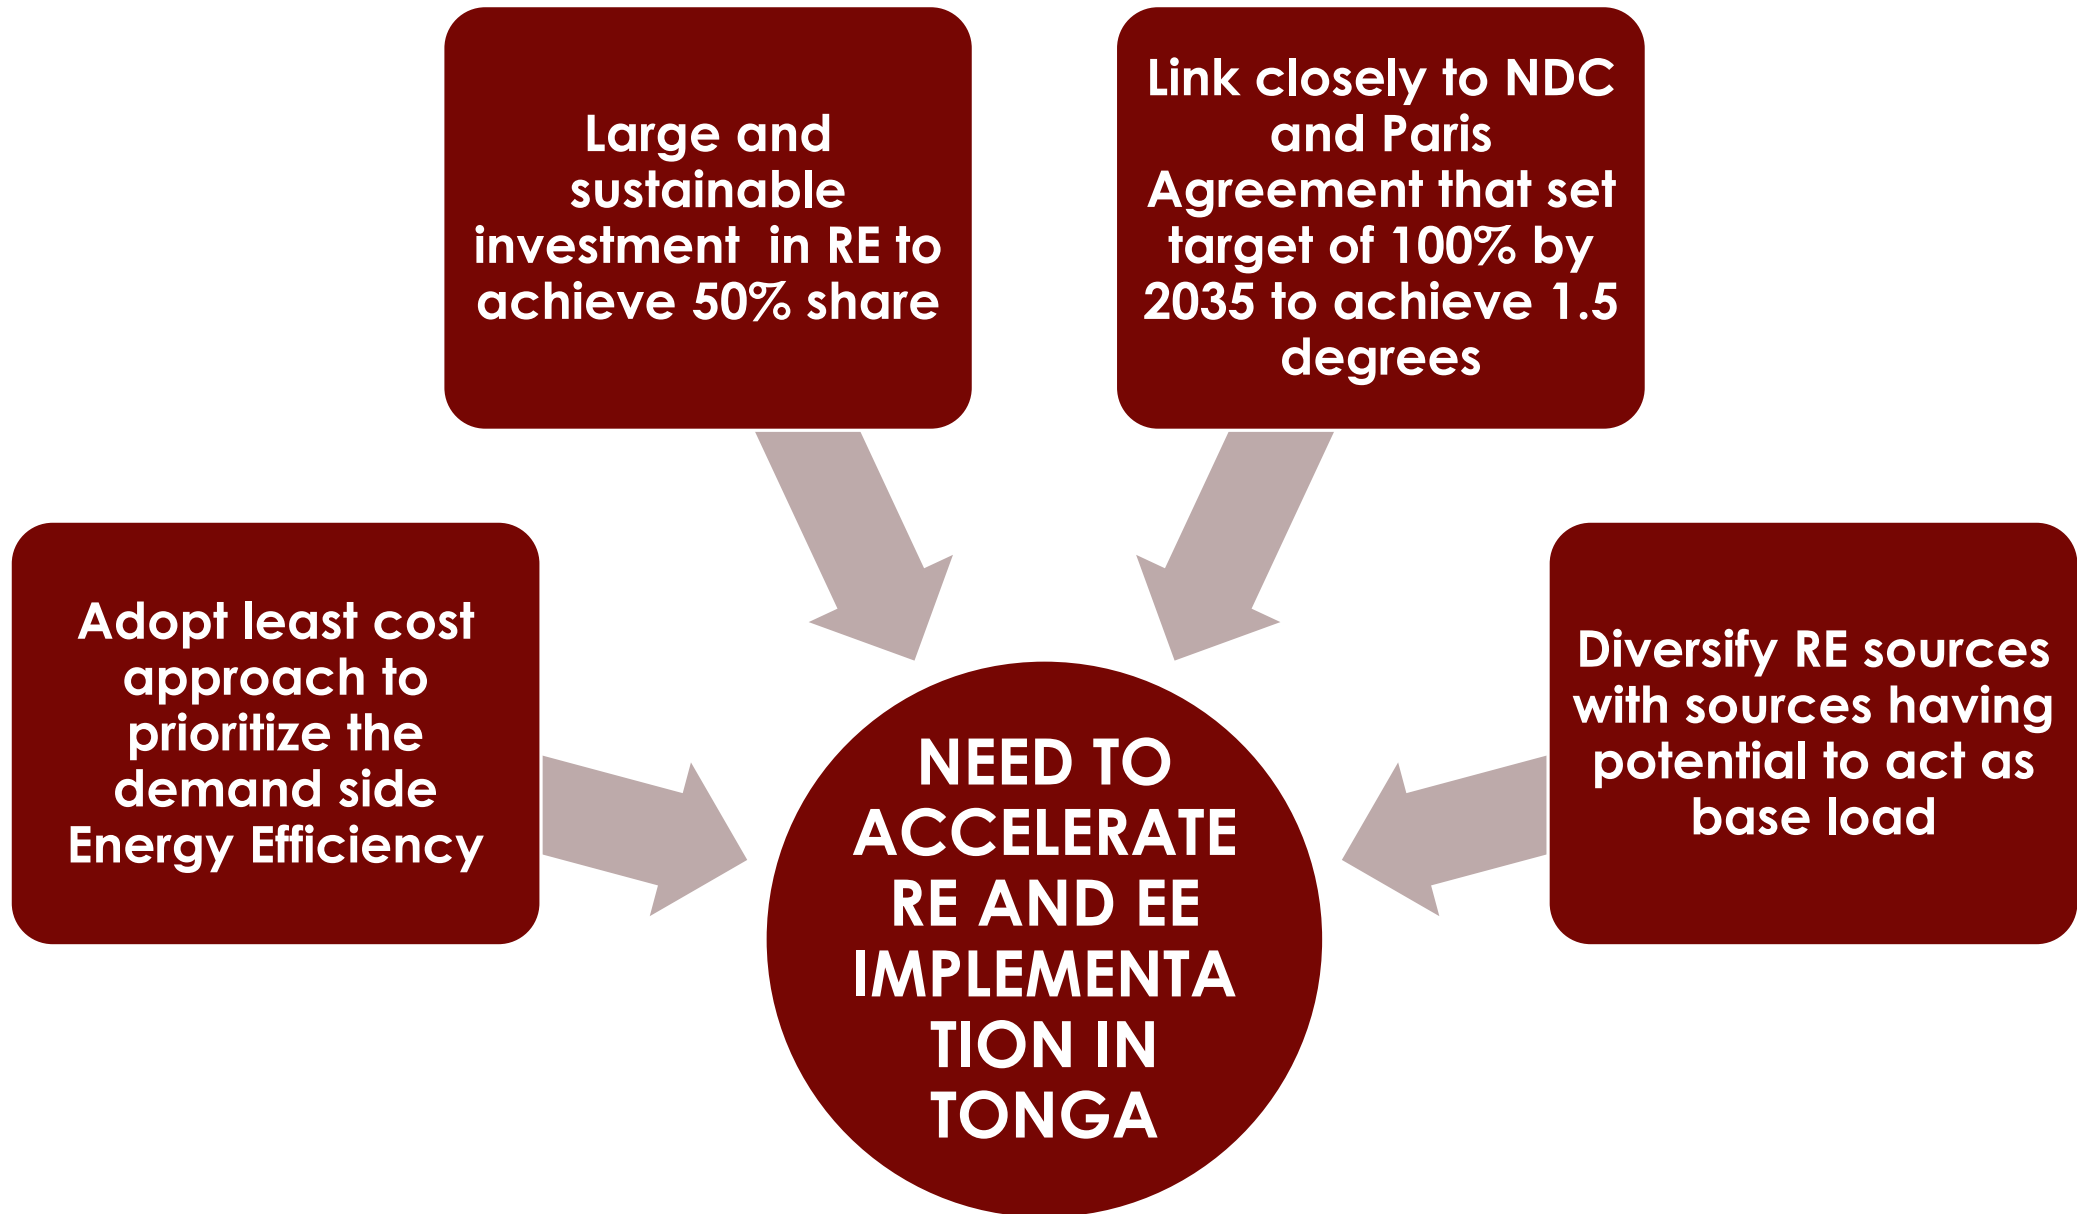 Large and
sustainable
investment  in RE to
achieve 50% share
Link closely to NDC
and Paris
Agreement that set
target of 100% by
2035 to achieve 1.5
degrees
Adopt least cost
approach to
prioritize the
demand side
Energy Efficiency
Diversify RE sources
with sources having
potential to act as
base load
NEED TO
ACCELERATE
RE AND EE
IMPLEMENTA
TION IN
TONGA